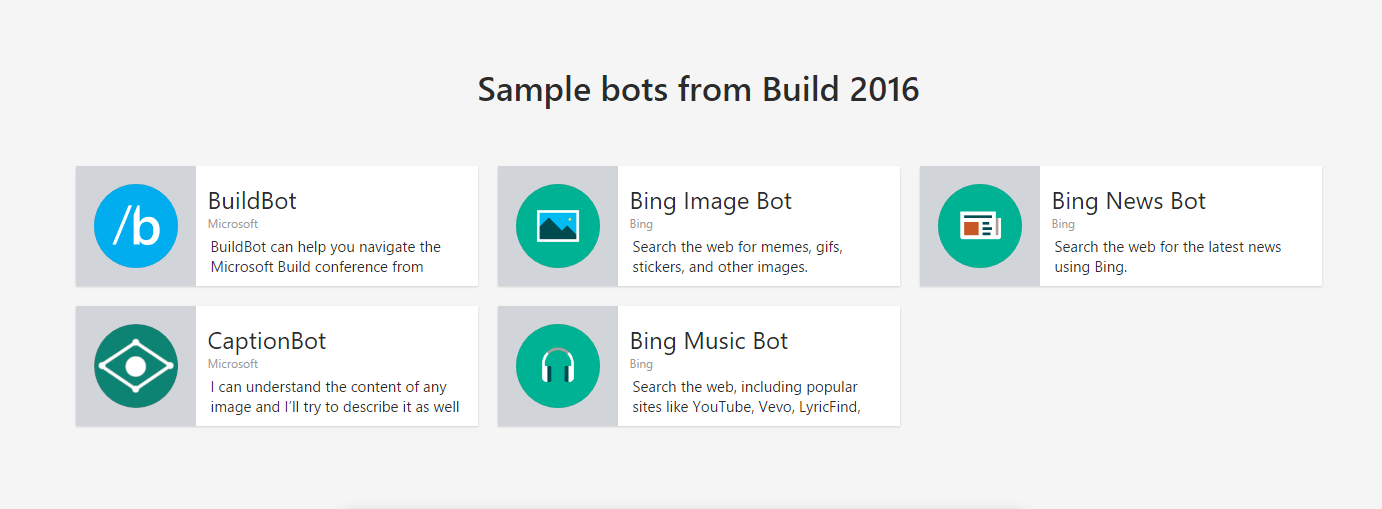 Sample bots from Build 2016
/b
BuildBot
Microsoft
BuildBot can help you navigate the
Microsoft Build conference from
Bing Image Bot
Bing
Search the web for memes, gifs,
stickers, and other images.
Bing News Bot
Bing
Search the web for the latest news
using Bing.
CaptionBot
Microsoft
I can understand the content of any
image and I'll try to describe it as well
Bing Music Bot
Bing
Search the web, including popular
sites like YouTube, Vevo, LyricFind,